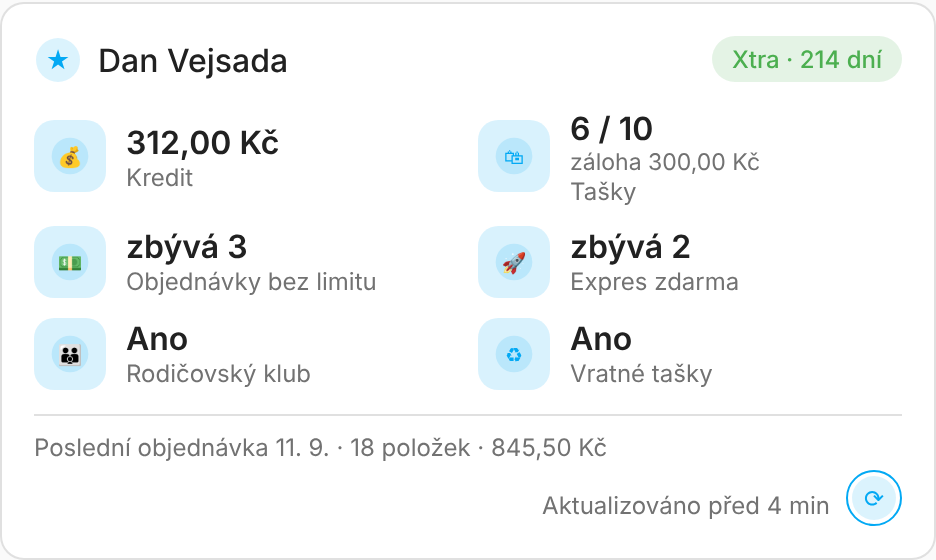 Dan Vejsada
Xtra · 214 dní
312,00 Kč
Kredit
6 / 10
záloha 300,00 Kč
Tašky
zbývá 3
Objednávky bez limitu
zbývá 2
Expres zdarma
Ano
Rodičovský klub
Ano
Vratné tašky
Poslední objednávka 11. 9. · 18 položek · 845,50 Kč
Aktualizováno před 4 min